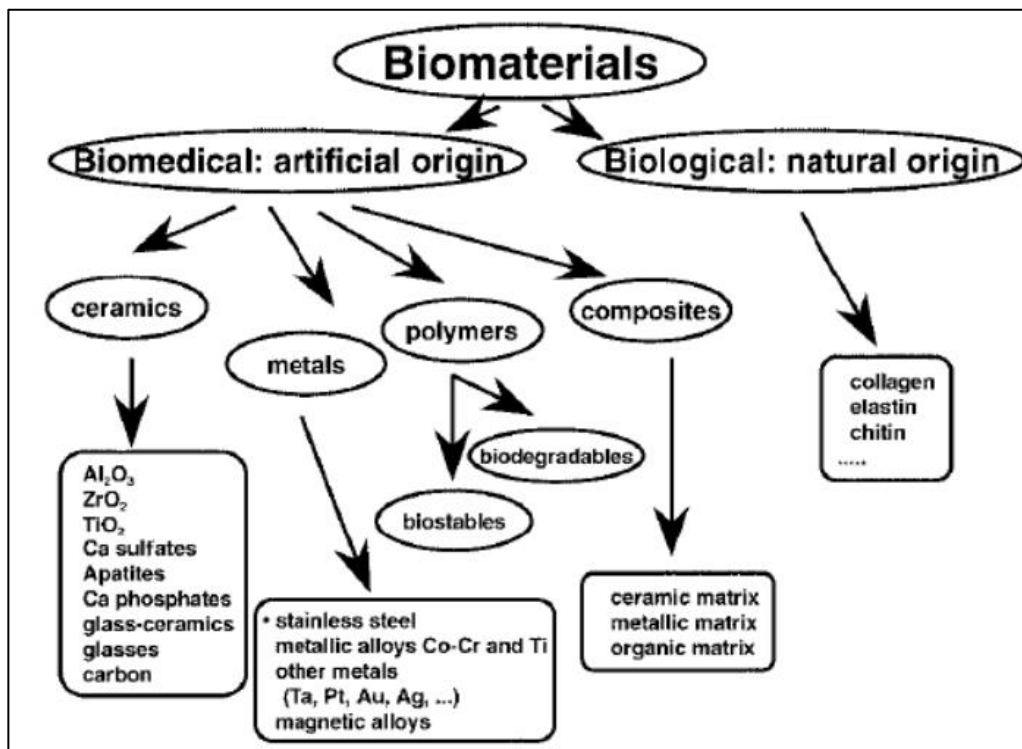 Biomaterials
Biomedical: artificial origin
Biological: natural origin
ceramics
metals
polymers
composites
biodegradables
biostables
collagen
elastin
chitin
.....
Al₂O₃
ZrO₂
TiO₂
Ca sulfates
Apatites
Ca phosphates
glass-ceramics
glasses
carbon
• stainless steel
metallic alloys Co-Cr and Ti
other metals
(Ta, Pt, Au, Ag, ...)
magnetic alloys
ceramic matrix
metallic matrix
organic matrix